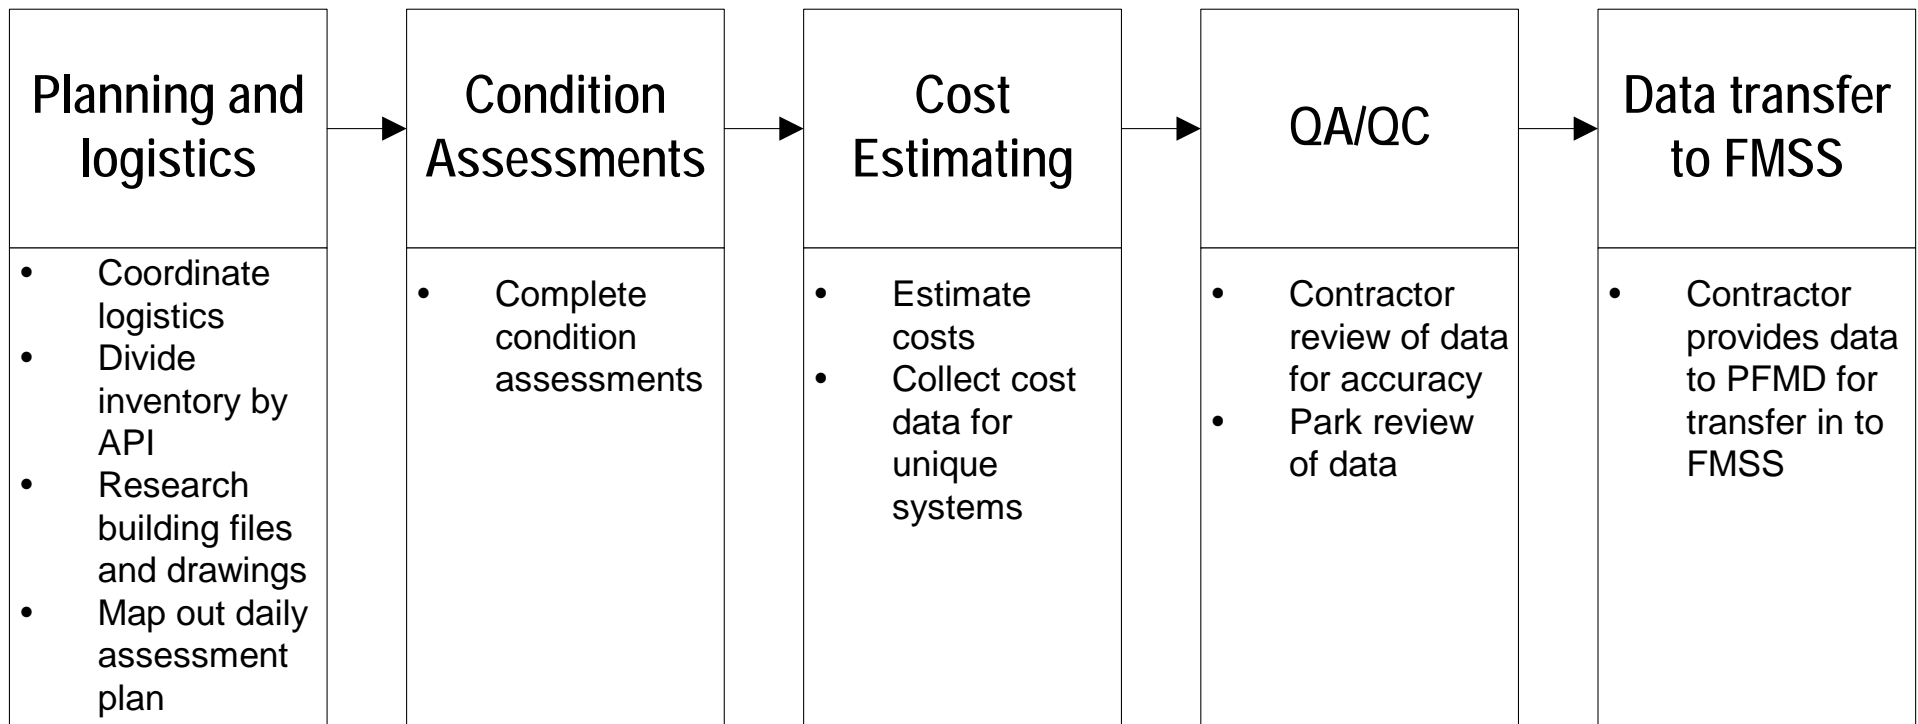 Planning and
logistics
• Coordinate
logistics
• Divide
inventory by
API
• Research
building files
and drawings
• Map out daily
assessment
plan
Condition
Assessments
• Complete
condition
assessments
Cost
Estimating
• Estimate
costs
• Collect cost
data for
unique
systems
QA/QC
• Contractor
review of data
for accuracy
• Park review
of data
Data transfer
to FMSS
• Contractor
provides data
to PFMD for
transfer in to
FMSS